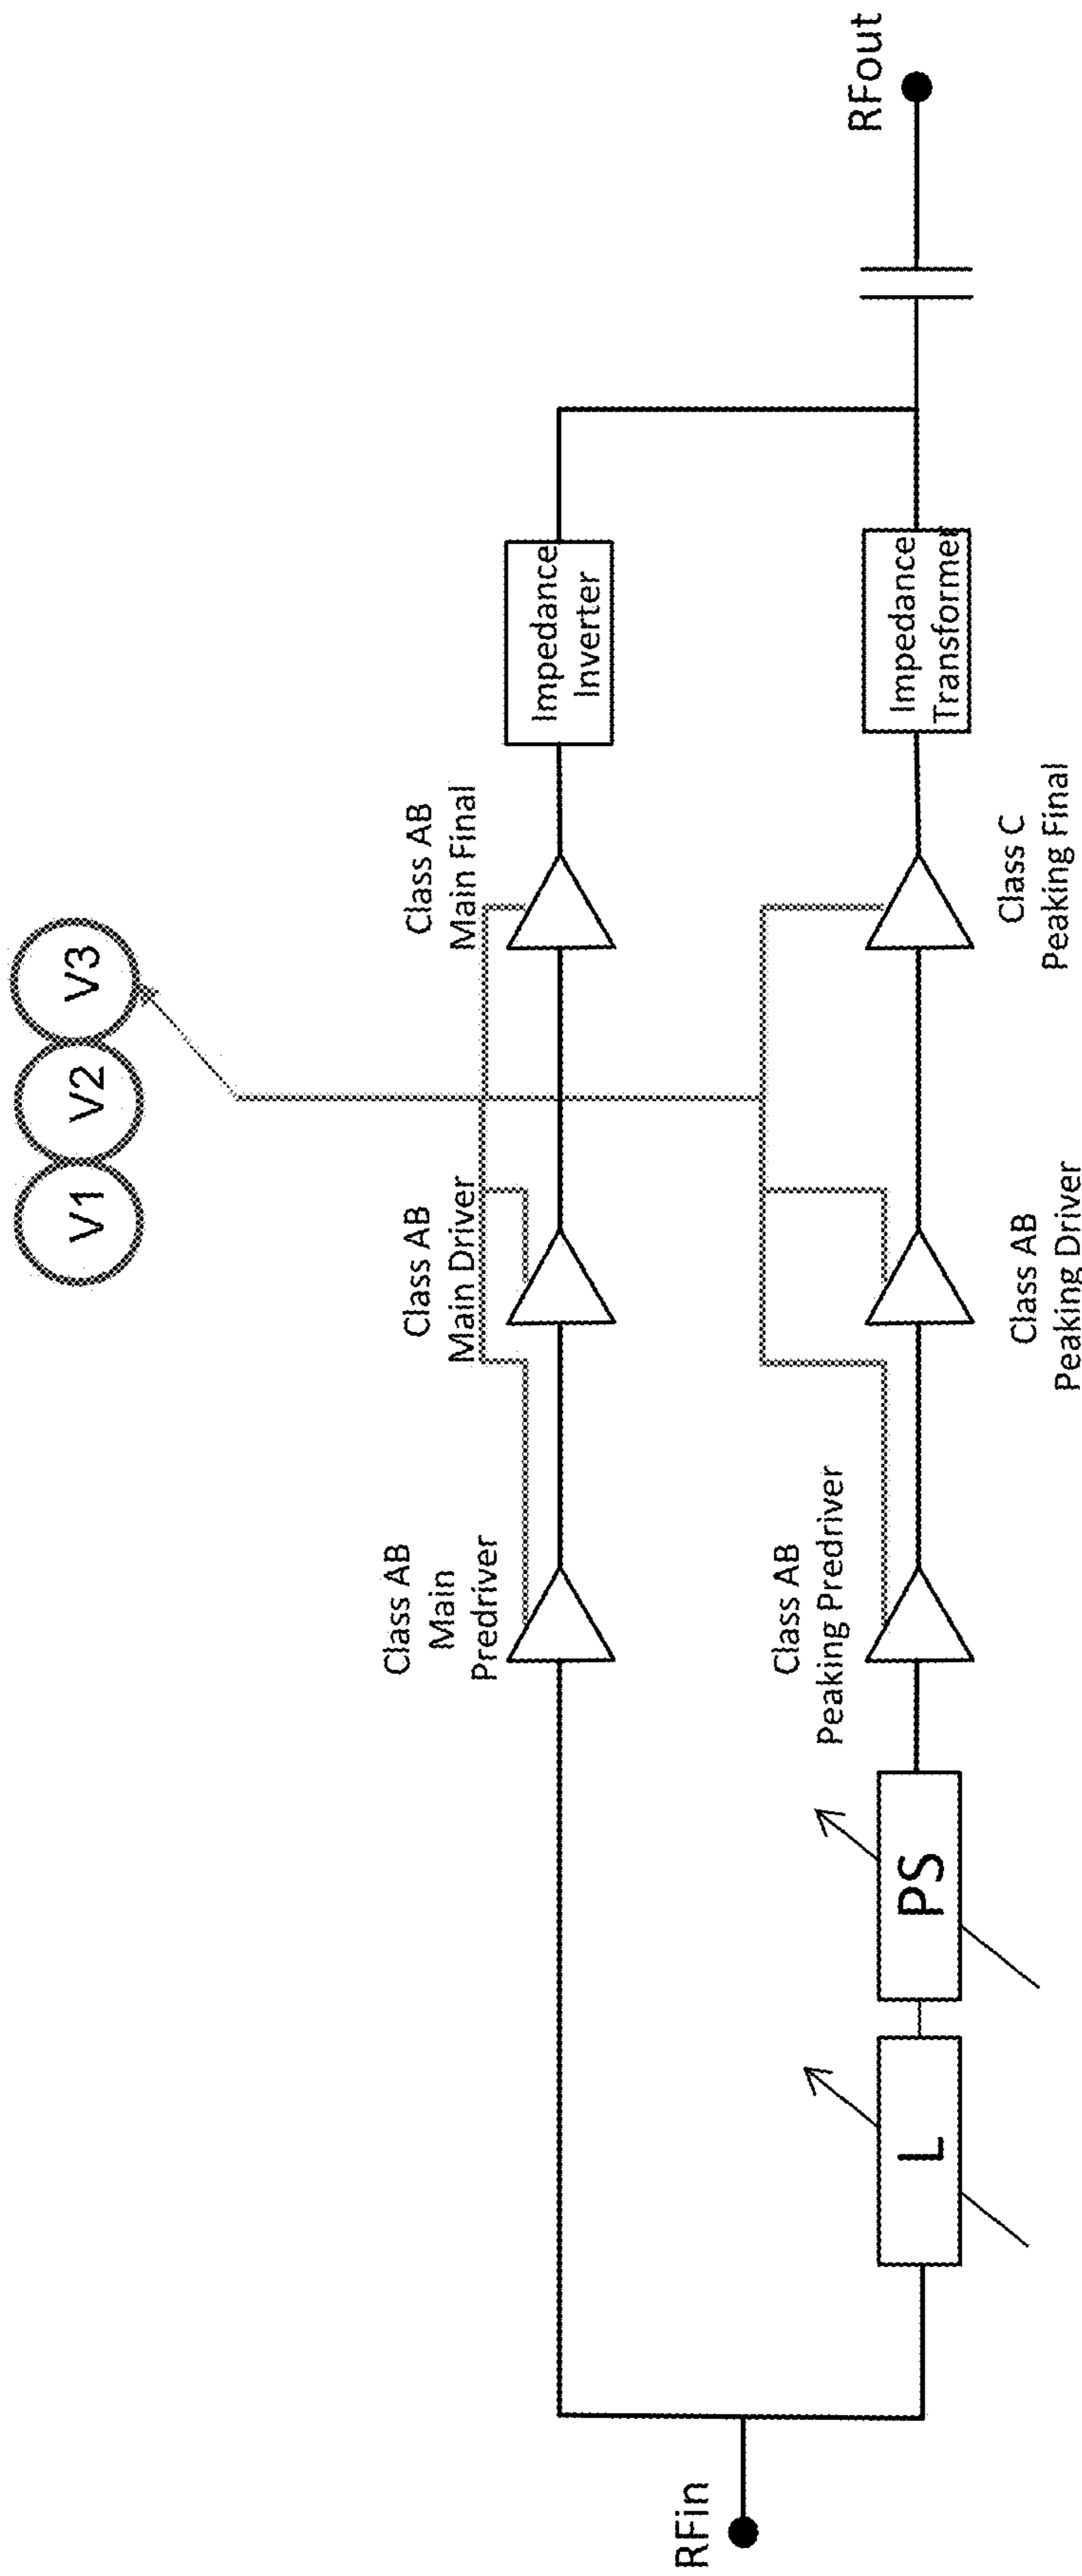 V1
V2
V3
Class AB
Main
Predriver
Class AB
Main Driver
Class AB
Main Final
Impedance
Inverter
RFin
L
PS
Class AB
Peaking Predriver
Class AB
Peaking Driver
Class C
Peaking Final
Impedance
Transformer
RFout